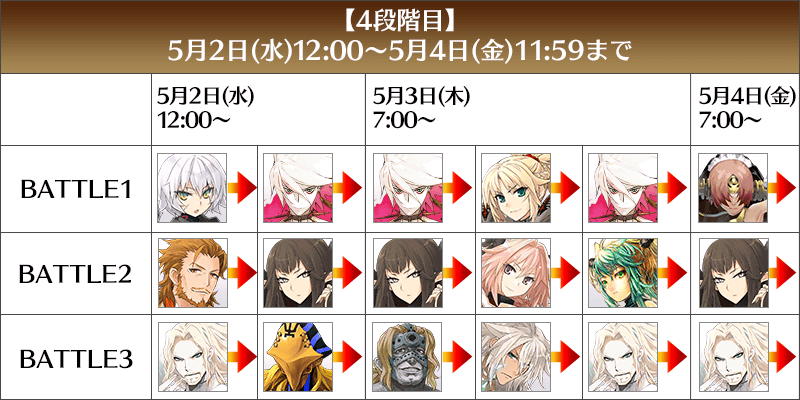 【4段階目】
5月2日(水)12:00〜5月4日(金)11:59まで
5月2日(水)
12:00〜
5月3日(木)
7:00〜
5月4日(金)
7:00〜
BATTLE1
BATTLE2
BATTLE3